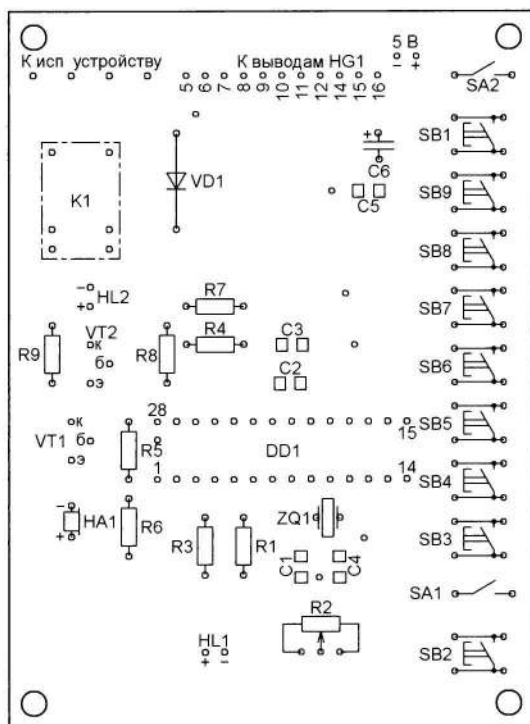 5 В
- +
К исп устройству
К выводам HG1
5 6 7 8 9 10 11 12 14 15 16
SA2
SB1
+
C6
VD1
K1
C5
SB9
SB8
-
+ HL2
R7
SB7
VT2
к
б
э
R9
R8
R4
C3
SB6
C2
28
15
SB5
VT1
к
б
э
R5
DD1
1
14
SB4
-
+
HA1
R6
ZQ1
SB3
R3
R1
C1
C4
SA1
R2
HL1
+ -
SB2